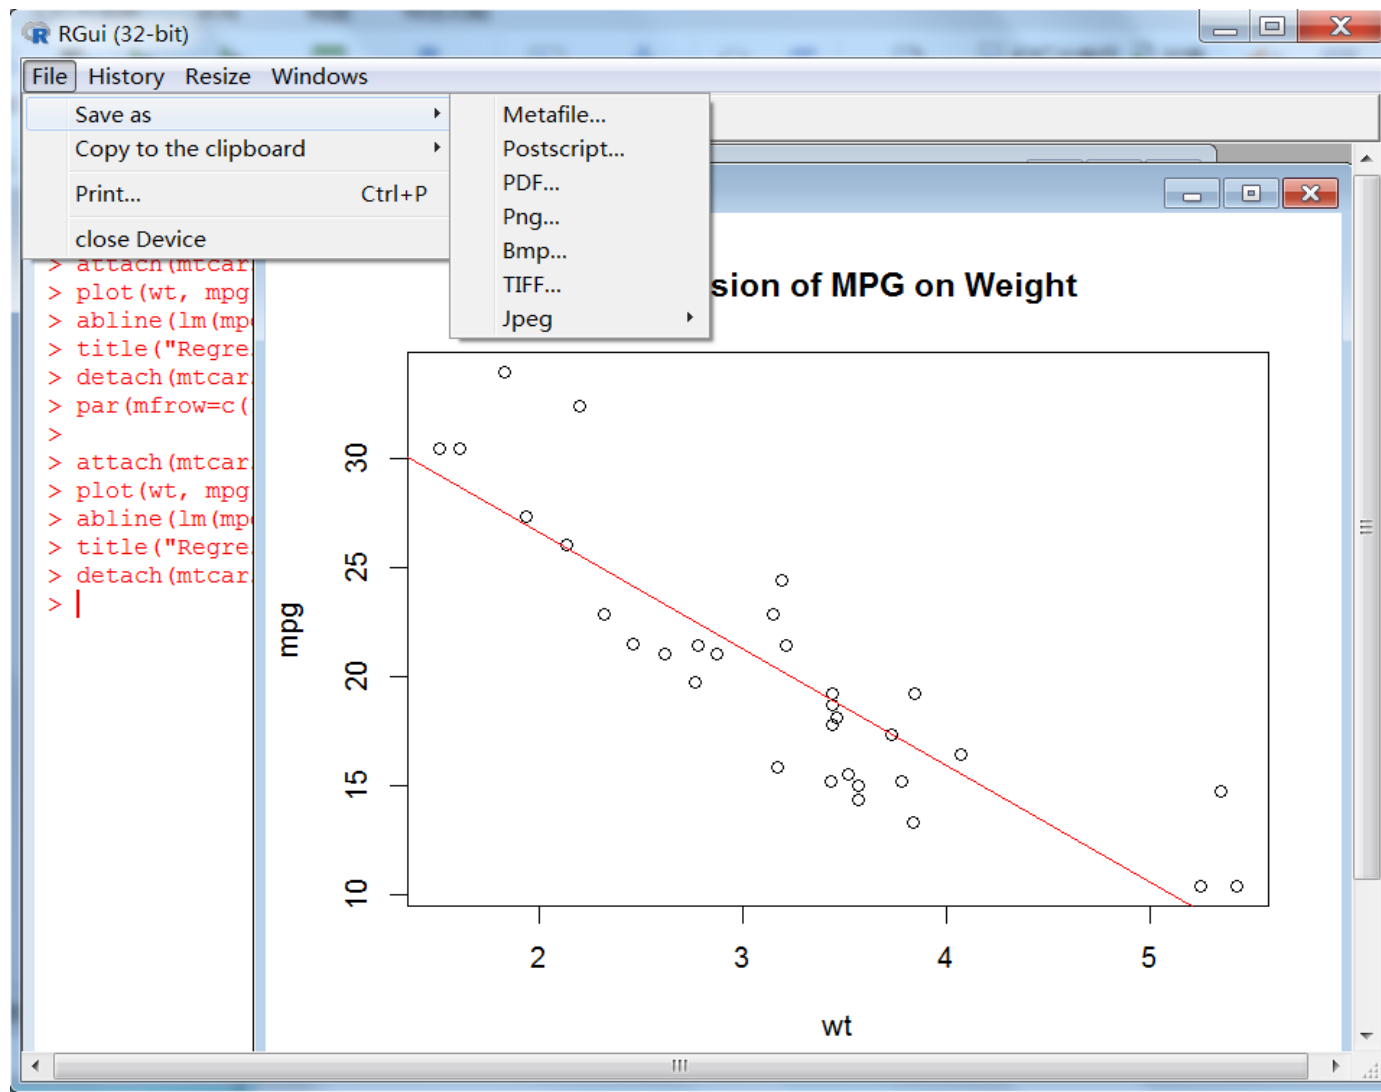 RGui (32-bit)
File History Resize Windows
Save as
Copy to the clipboard
Print... Ctrl+P
close Device
Metafile...
Postscript...
PDF...
Png...
Bmp...
TIFF...
Jpeg
> attach(mtcar
> plot(wt, mpg
> abline(lm(mp
> title("Regre
> detach(mtcar
> par(mfrow=c(
>
> attach(mtcar
> plot(wt, mpg
> abline(lm(mp
> title("Regre
> detach(mtcar
>
sion of MPG on Weight
mpg
30
25
20
15
10
2 3 4 5
wt